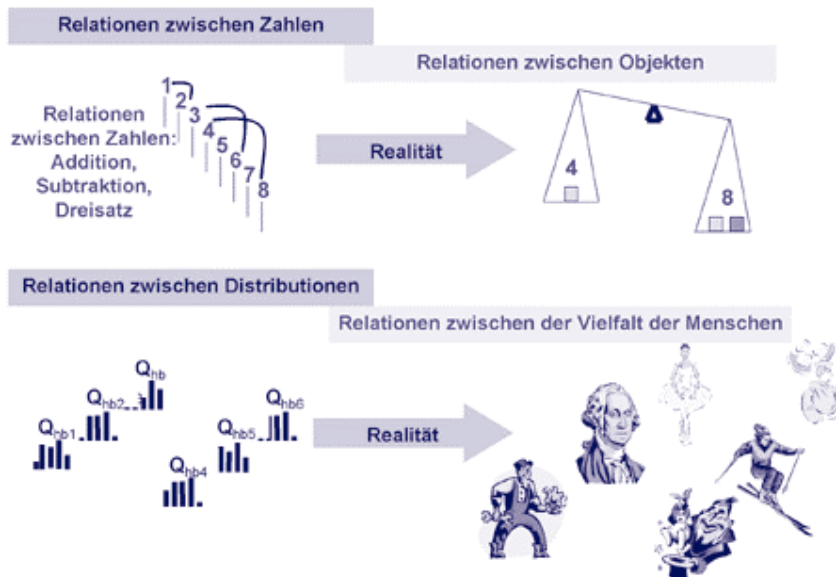 Relationen zwischen Zahlen
Relationen zwischen Objekten
Relationen
zwischen Zahlen:
Addition,
Subtraktion,
Dreisatz
1
2
3
4
5
6
7
8
Realität
4
8
Relationen zwischen Distributionen
Relationen zwischen der Vielfalt der Menschen
Qhb
Qhb2
Qhb1
Qhb5
Qhb6
Qhb4
Realität